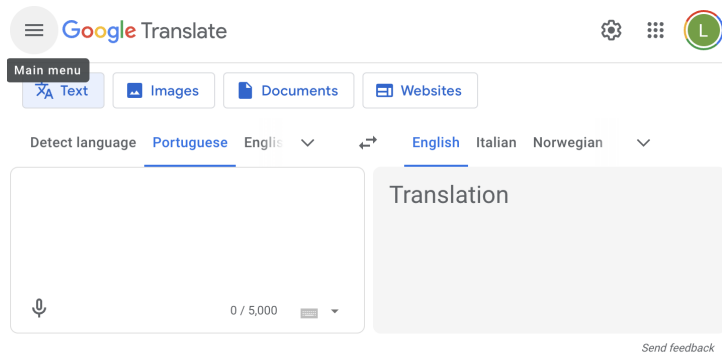 Google Translate
L
Main menu
Text Images Documents Websites
Detect language Portuguese English Italian Norwegian
Translation
0 / 5,000
Send feedback